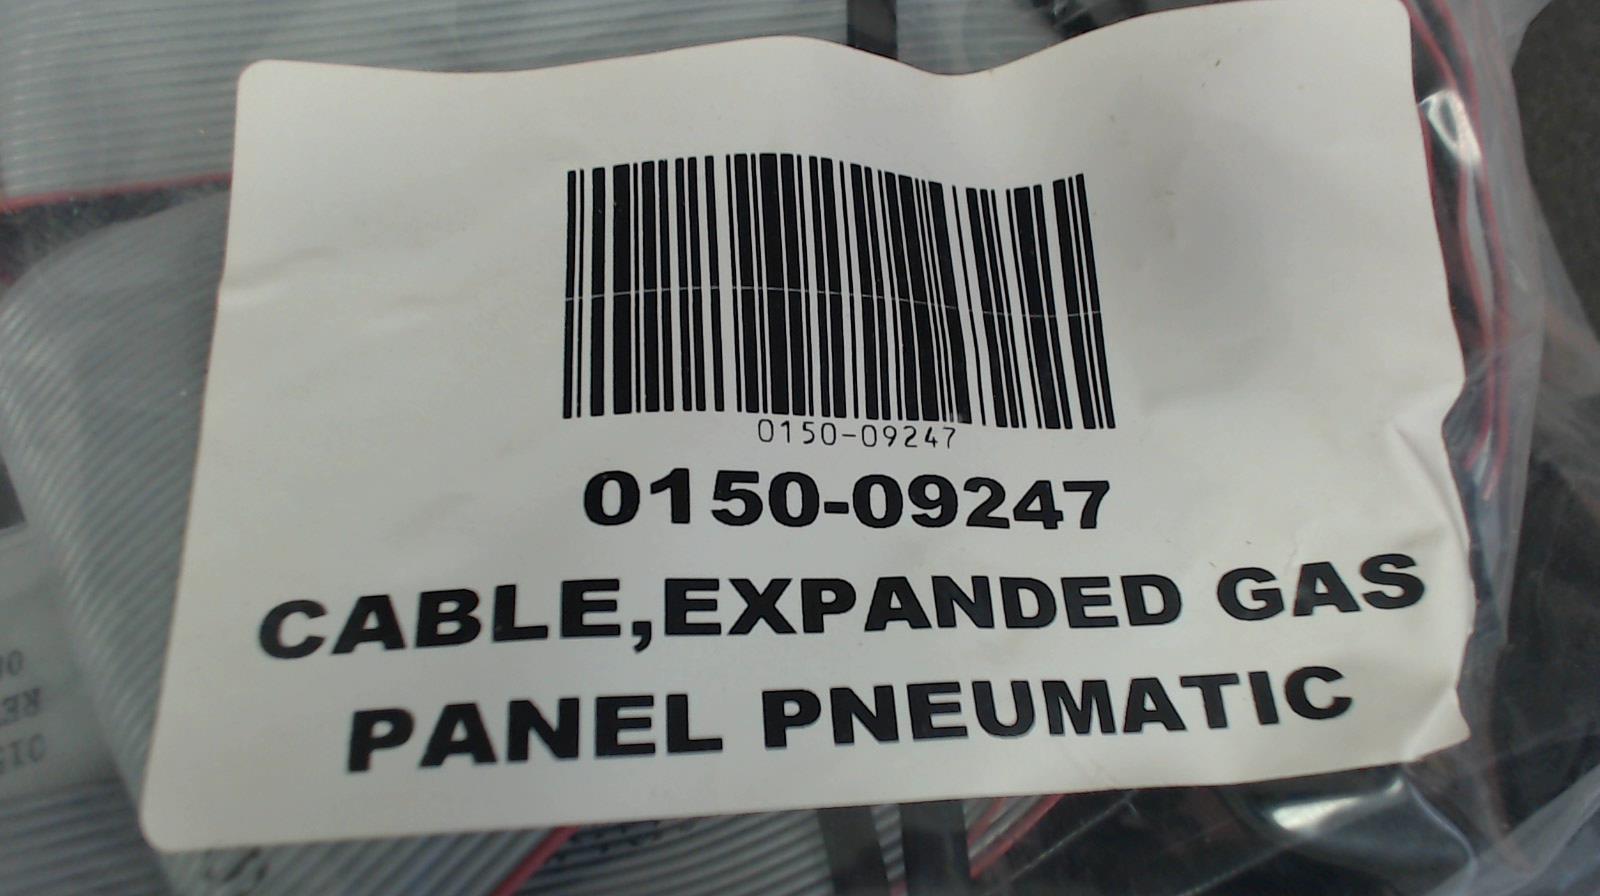 0150-09247
0150-09247
CABLE,EXPANDED GAS
PANEL PNEUMATIC